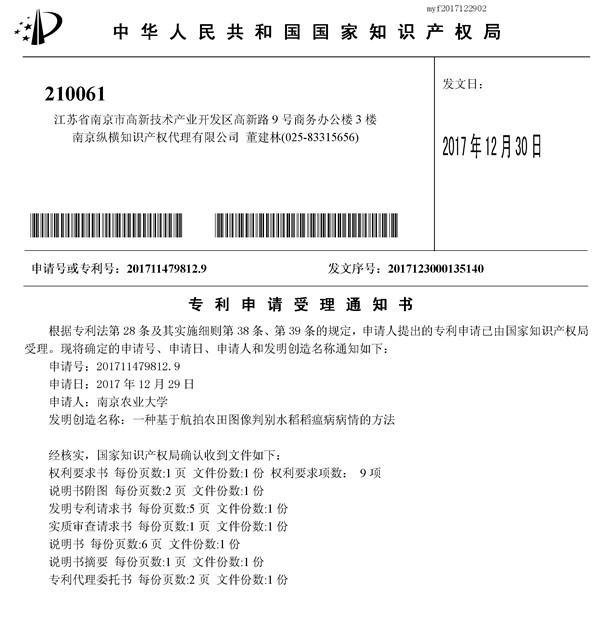 myf2017122902
中华人民共和国国家知识产权局
210061
江苏省南京市高新技术产业开发区高新路 9 号商务办公楼 3 楼
南京纵横知识产权代理有限公司 董建林(025-83315656)
发文日:
2017 年 12 月 30 日
申请号或专利号: 201711479812.9
发文序号: 2017123000135140
专利申请受理通知书
根据专利法第 28 条及其实施细则第 38 条、第 39 条的规定，申请人提出的专利申请已由国家知识产权局
受理。现将确定的申请号、申请日、申请人和发明创造名称通知如下:
申请号: 201711479812.9
申请日: 2017 年 12 月 29 日
申请人: 南京农业大学
发明创造名称: 一种基于航拍农田图像判别水稻稻瘟病病情的方法
经核实，国家知识产权局确认收到文件如下:
权利要求书 每份页数:1 页 文件份数:1 份 权利要求项数: 9 项
说明书附图 每份页数:2 页 文件份数:1 份
发明专利请求书 每份页数:5 页 文件份数:1 份
实质审查请求书 每份页数:1 页 文件份数:1 份
说明书 每份页数:6 页 文件份数:1 份
说明书摘要 每份页数:1 页 文件份数:1 份
专利代理委托书 每份页数:2 页 文件份数:1 份